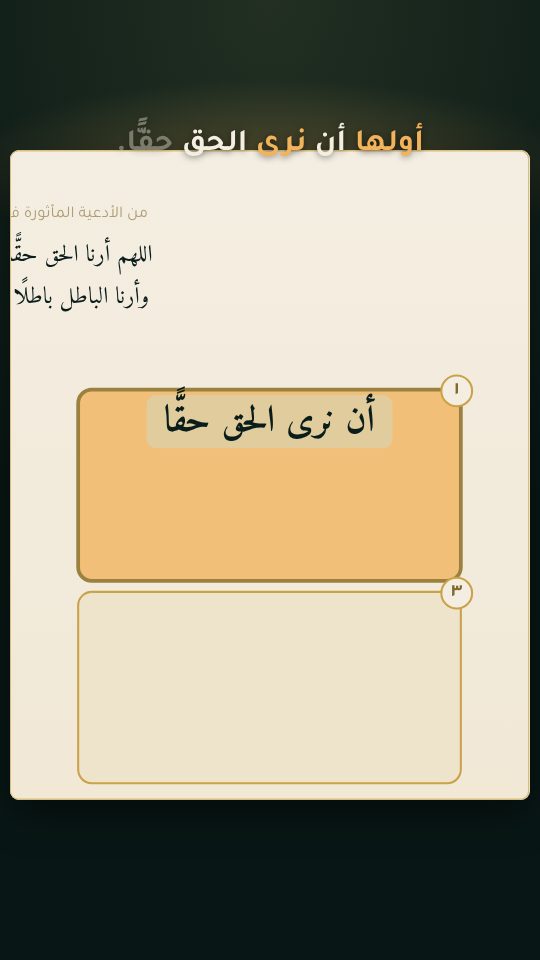 أولها أن نرى الحق حقًّا.
من الأدعية المأثورة
اللهم أرنا الحق حقًّا
وأرنا الباطل باطلًا
١
أن نرى الحق حقًّا
٣